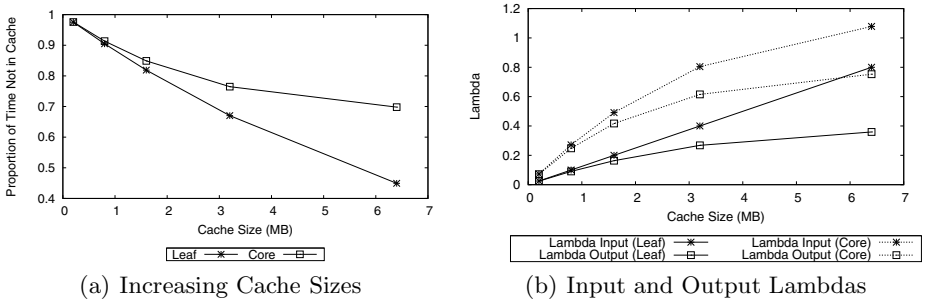 Proportion of Time Not in Cache
1
0.9
0.8
0.7
0.6
0.5
0.4
0 1 2 3 4 5 6 7
Cache Size (MB)
Leaf Core
(a) Increasing Cache Sizes
Lambda
1.2
1
0.8
0.6
0.4
0.2
0
0 1 2 3 4 5 6 7
Cache Size (MB)
Lambda Input (Leaf) Lambda Input (Core)
Lambda Output (Leaf) Lambda Output (Core)
(b) Input and Output Lambdas